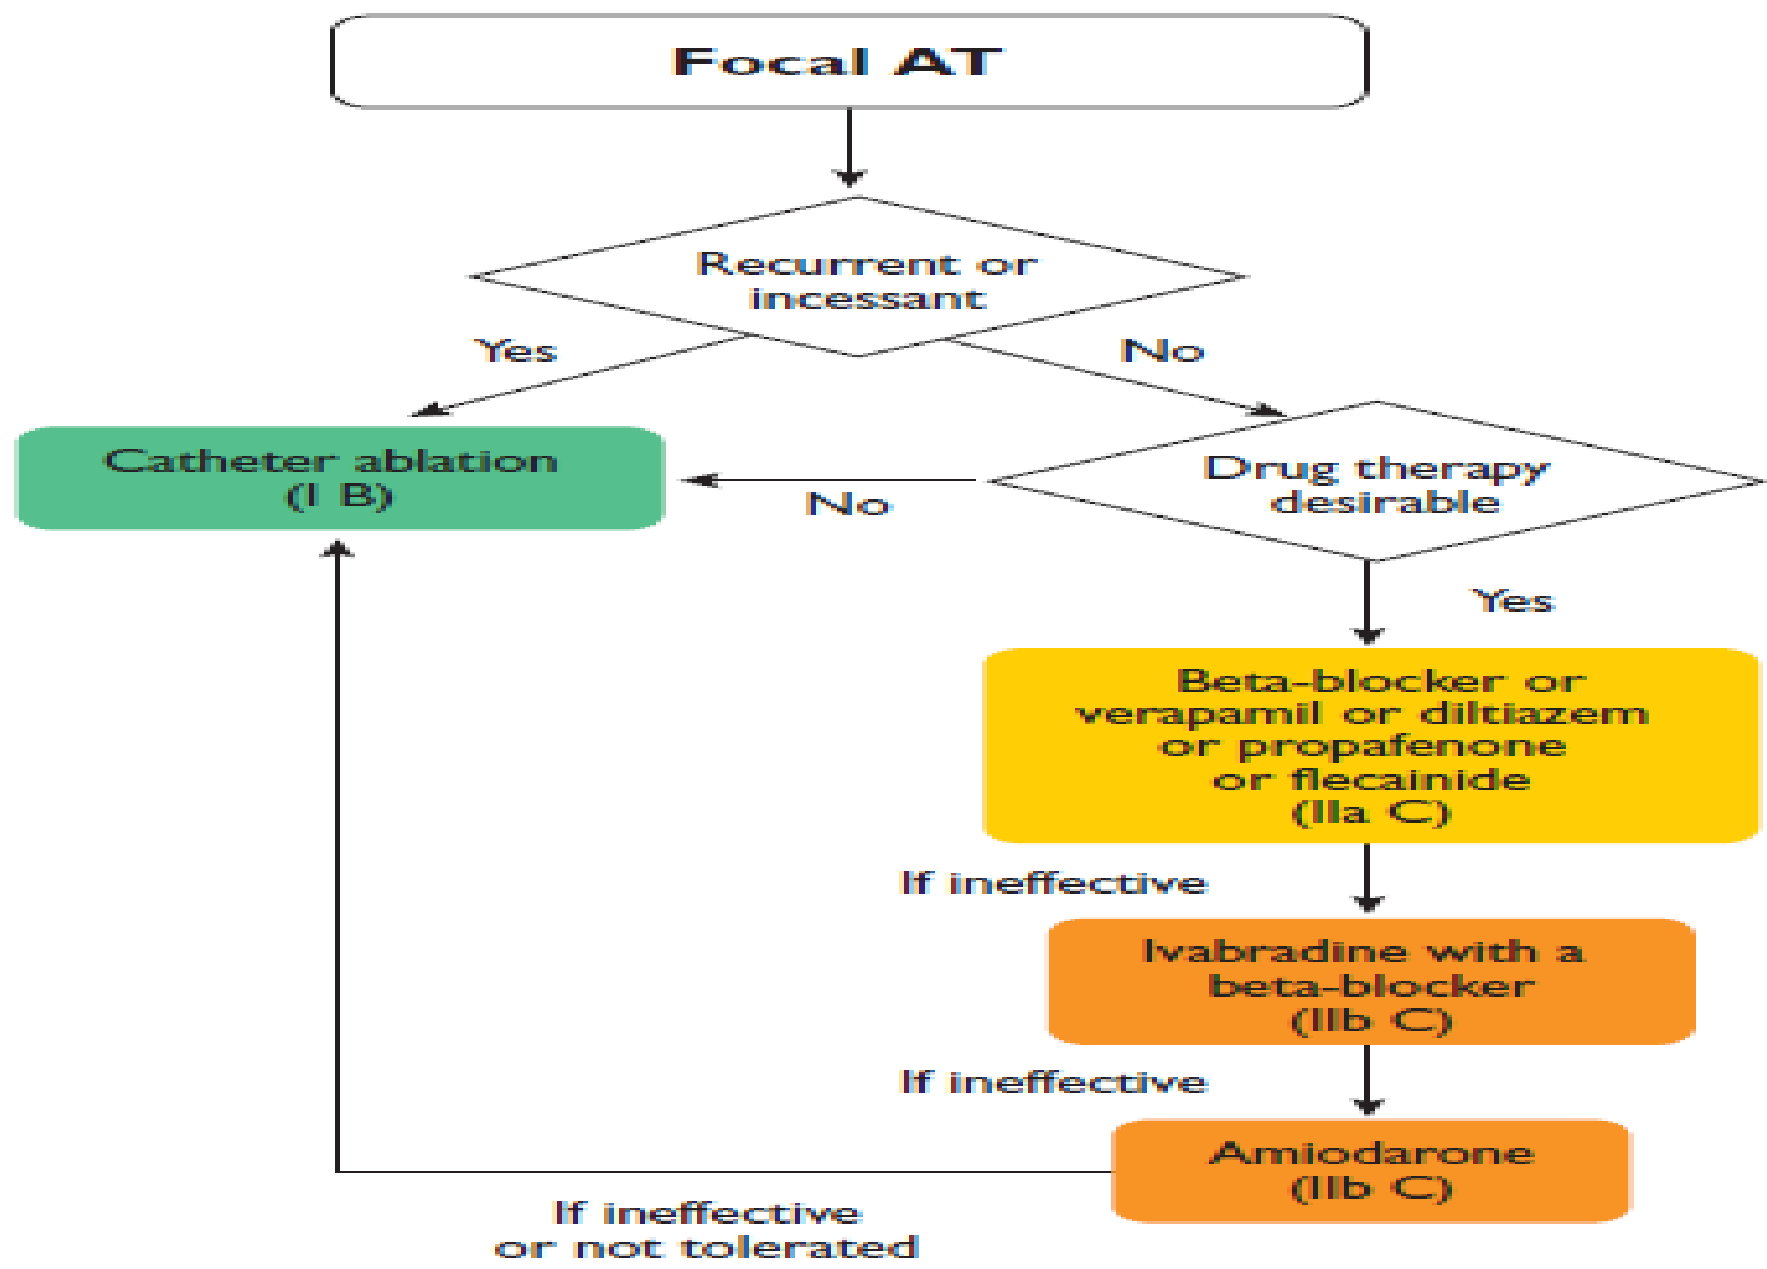 Focal AT
Recurrent or
incessant
Yes
No
Catheter ablation
(I B)
No
Drug therapy
desirable
Yes
Beta-blocker or
verapamil or diltiazem
or propafenone
or flecainide
(IIa C)
If ineffective
Ivabradine with a
beta-blocker
(IIb C)
If ineffective
Amiodarone
(IIb C)
If ineffective
or not tolerated